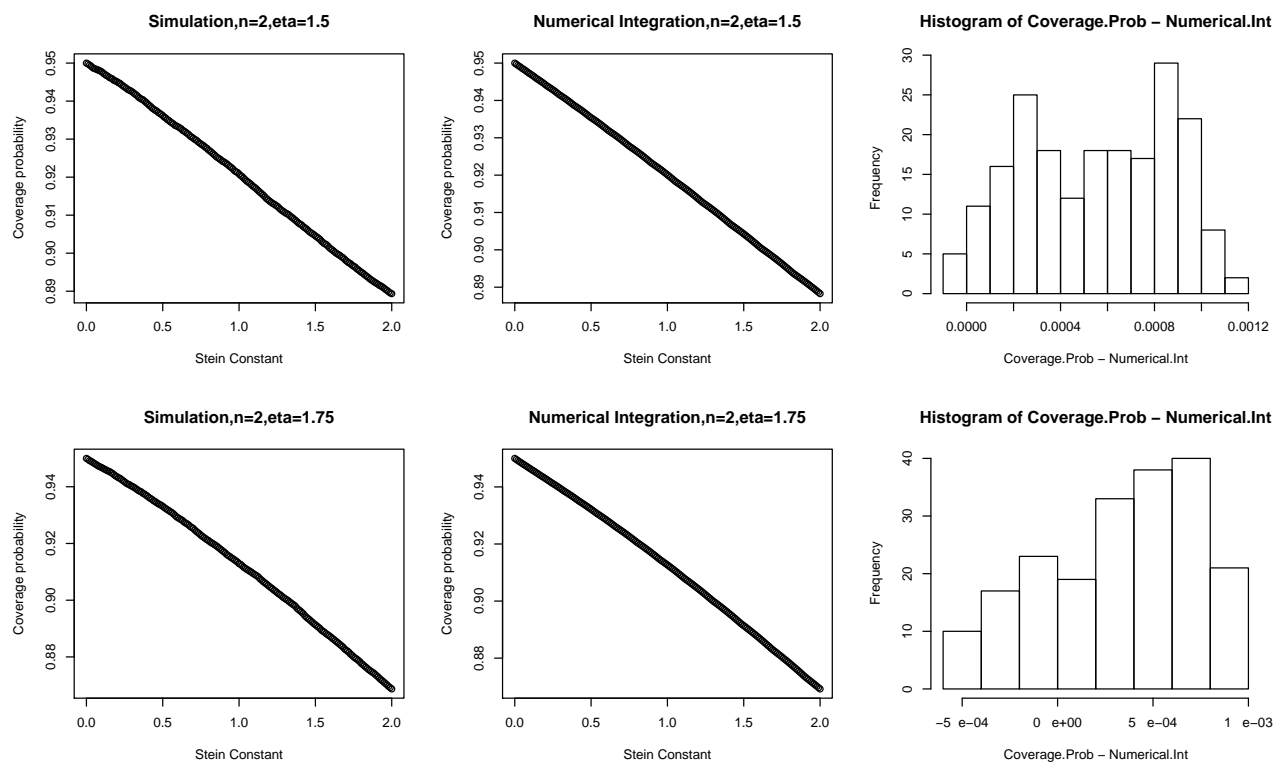 Simulation,n=2,eta=1.5
Coverage probability
0.95
0.94
0.93
0.92
0.91
0.90
0.89
0.0 0.5 1.0 1.5 2.0
Stein Constant
Numerical Integration,n=2,eta=1.5
Coverage probability
0.95
0.94
0.93
0.92
0.91
0.90
0.89
0.0 0.5 1.0 1.5 2.0
Stein Constant
Histogram of Coverage.Prob − Numerical.Int
Frequency
30
25
20
15
10
5
0
0.0000 0.0004 0.0008 0.0012
Coverage.Prob − Numerical.Int
Simulation,n=2,eta=1.75
Coverage probability
0.94
0.92
0.90
0.88
0.0 0.5 1.0 1.5 2.0
Stein Constant
Numerical Integration,n=2,eta=1.75
Coverage probability
0.94
0.92
0.90
0.88
0.0 0.5 1.0 1.5 2.0
Stein Constant
Histogram of Coverage.Prob − Numerical.Int
Frequency
40
30
20
10
0
−5 e−04 0 e+00 5 e−04 1 e−03
Coverage.Prob − Numerical.Int